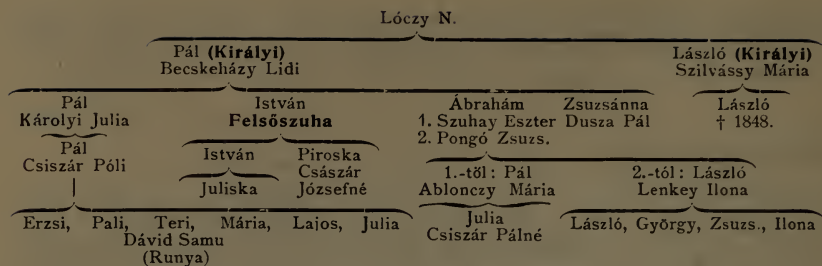 Lóczy N.
Pál (Királyi) László (Királyi)
Becskeházy Lidi Szilvássy Mária
Pál István Ábrahám Zsuzsánna László
Károlyi Julia Felsőszuha 1. Szuhay Eszter Dusza Pál † 1848.
Pál 2. Pongó Zsuzs.
Csiszár Póli István Piroska
Császár 1.-től: Pál 2.-tól: László
Juliska Józsefné Ablonczy Mária Lenkey Ilona
Erzsi, Pali, Teri, Mária, Lajos, Julia Julia László, György, Zsuzs., Ilona
Dávid Samu Csiszár Pálné
(Runya)